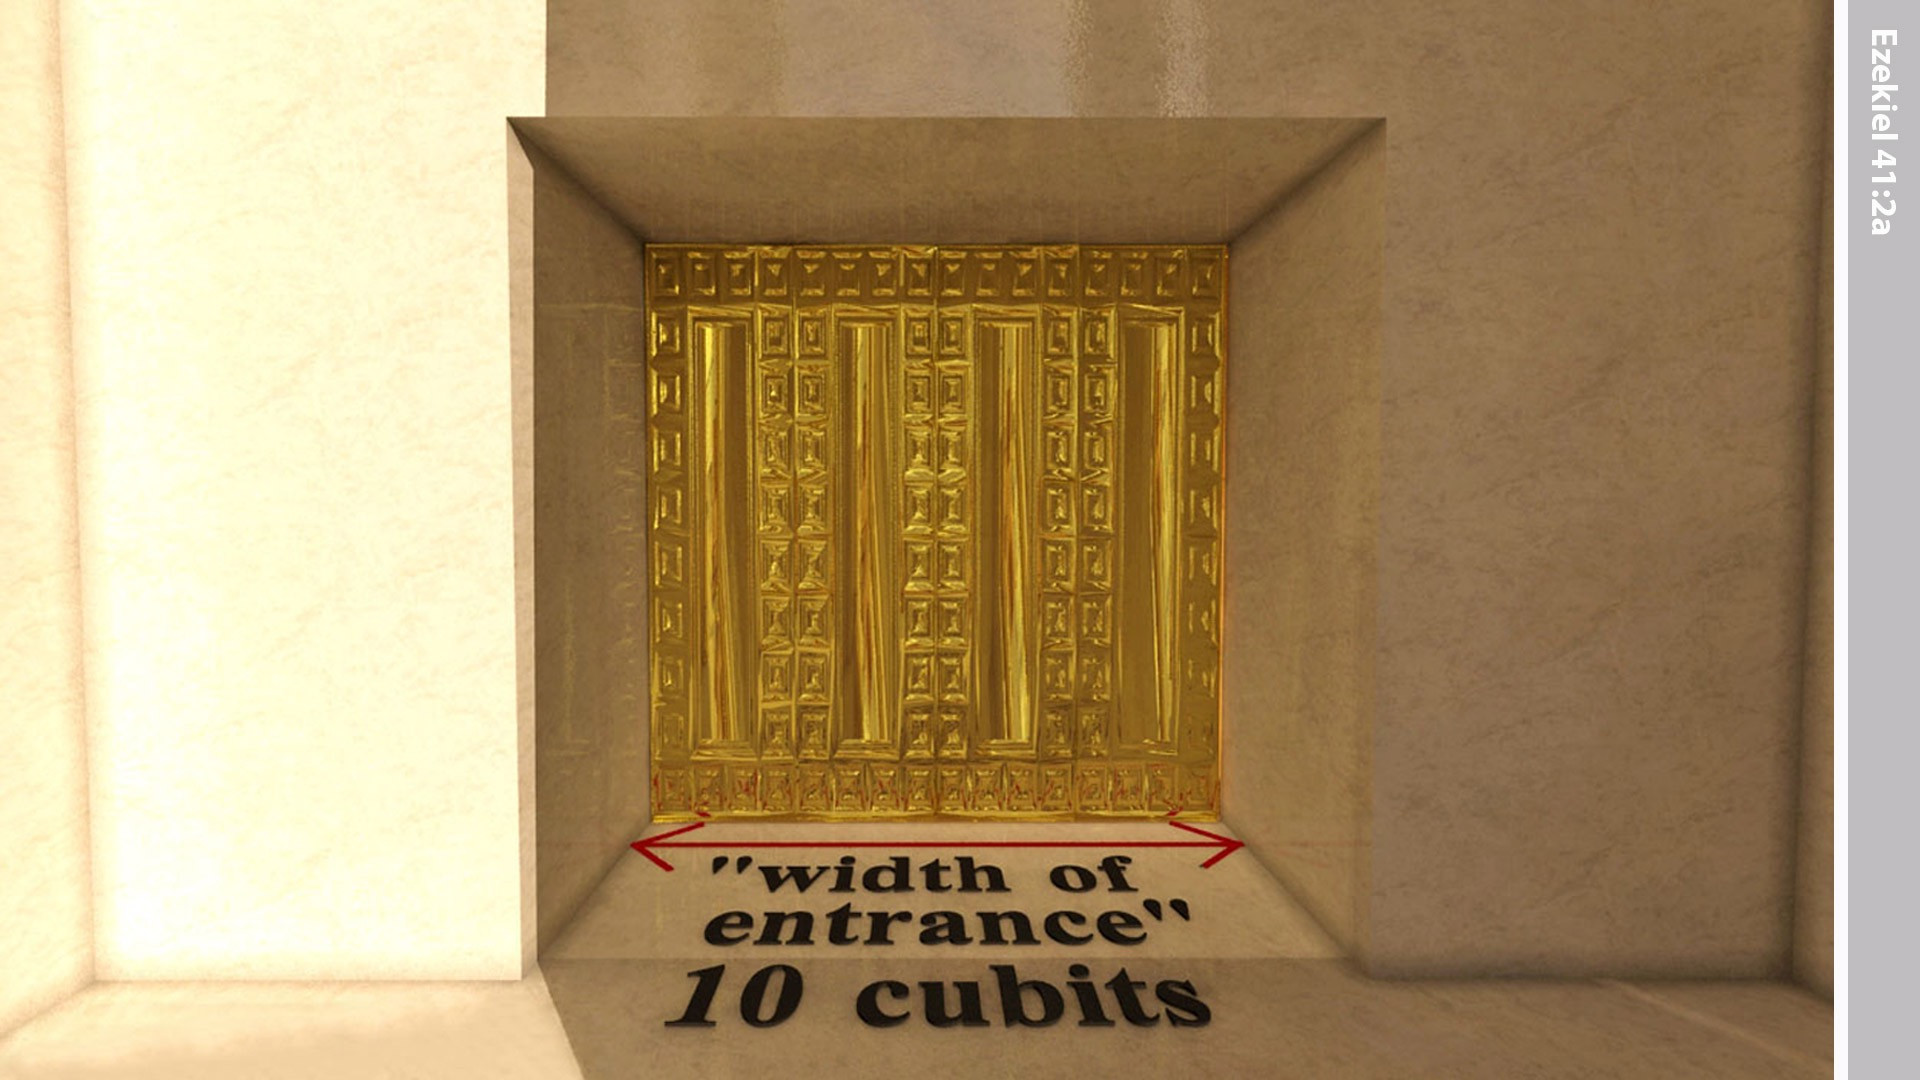 "width of
entrance"
10 cubits
Ezekiel 41:2a